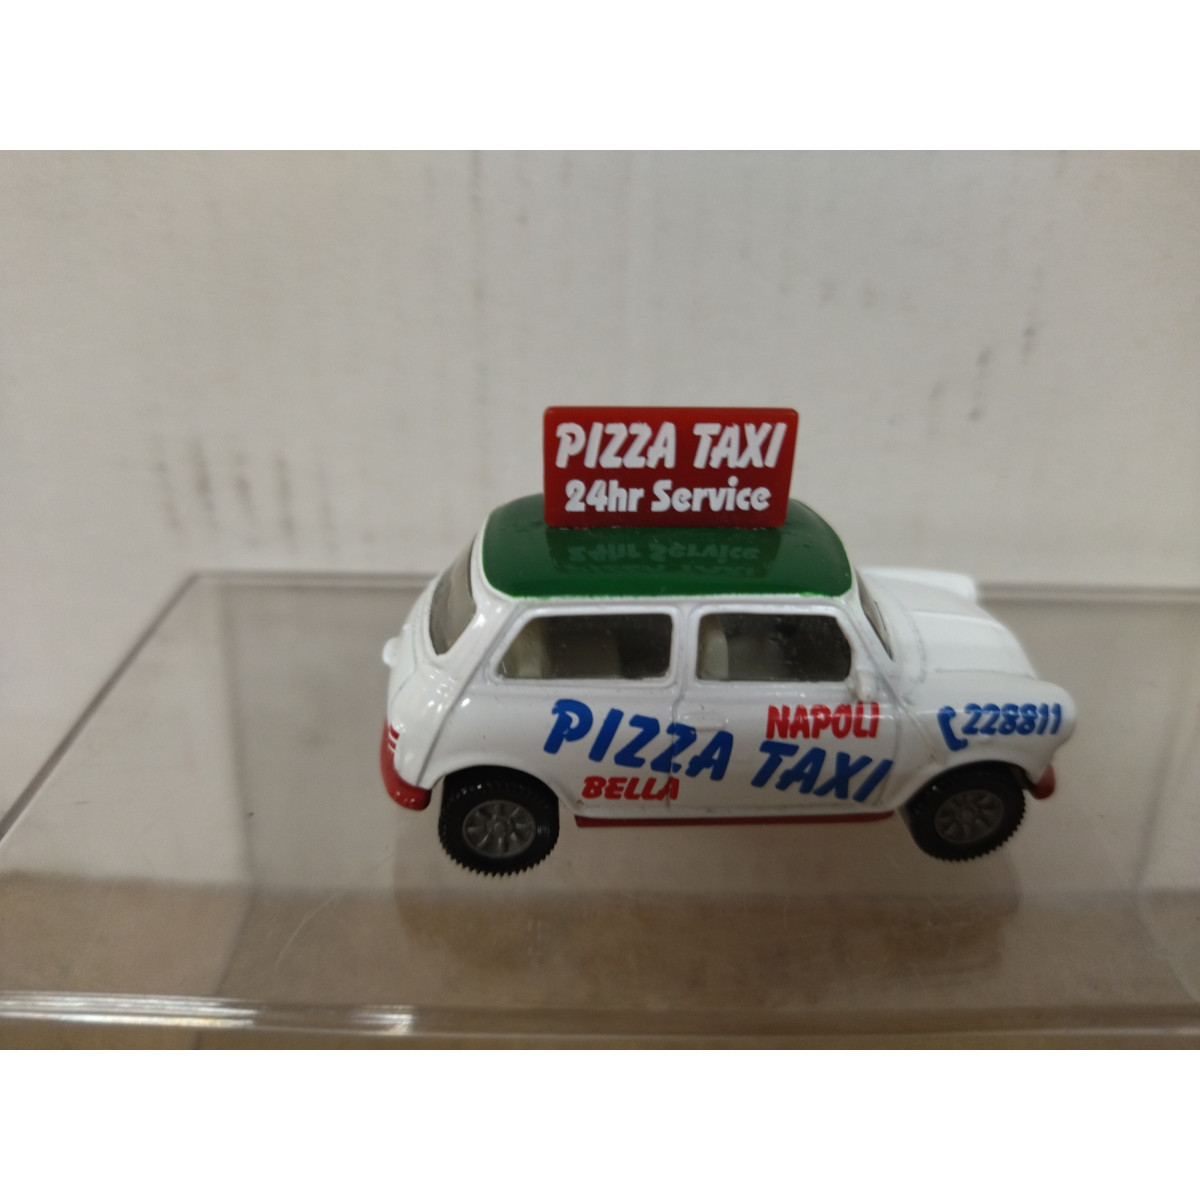 PIZZA TAXI
24hr Service
NAPOLI
228811
PIZZA TAXI
BELLA